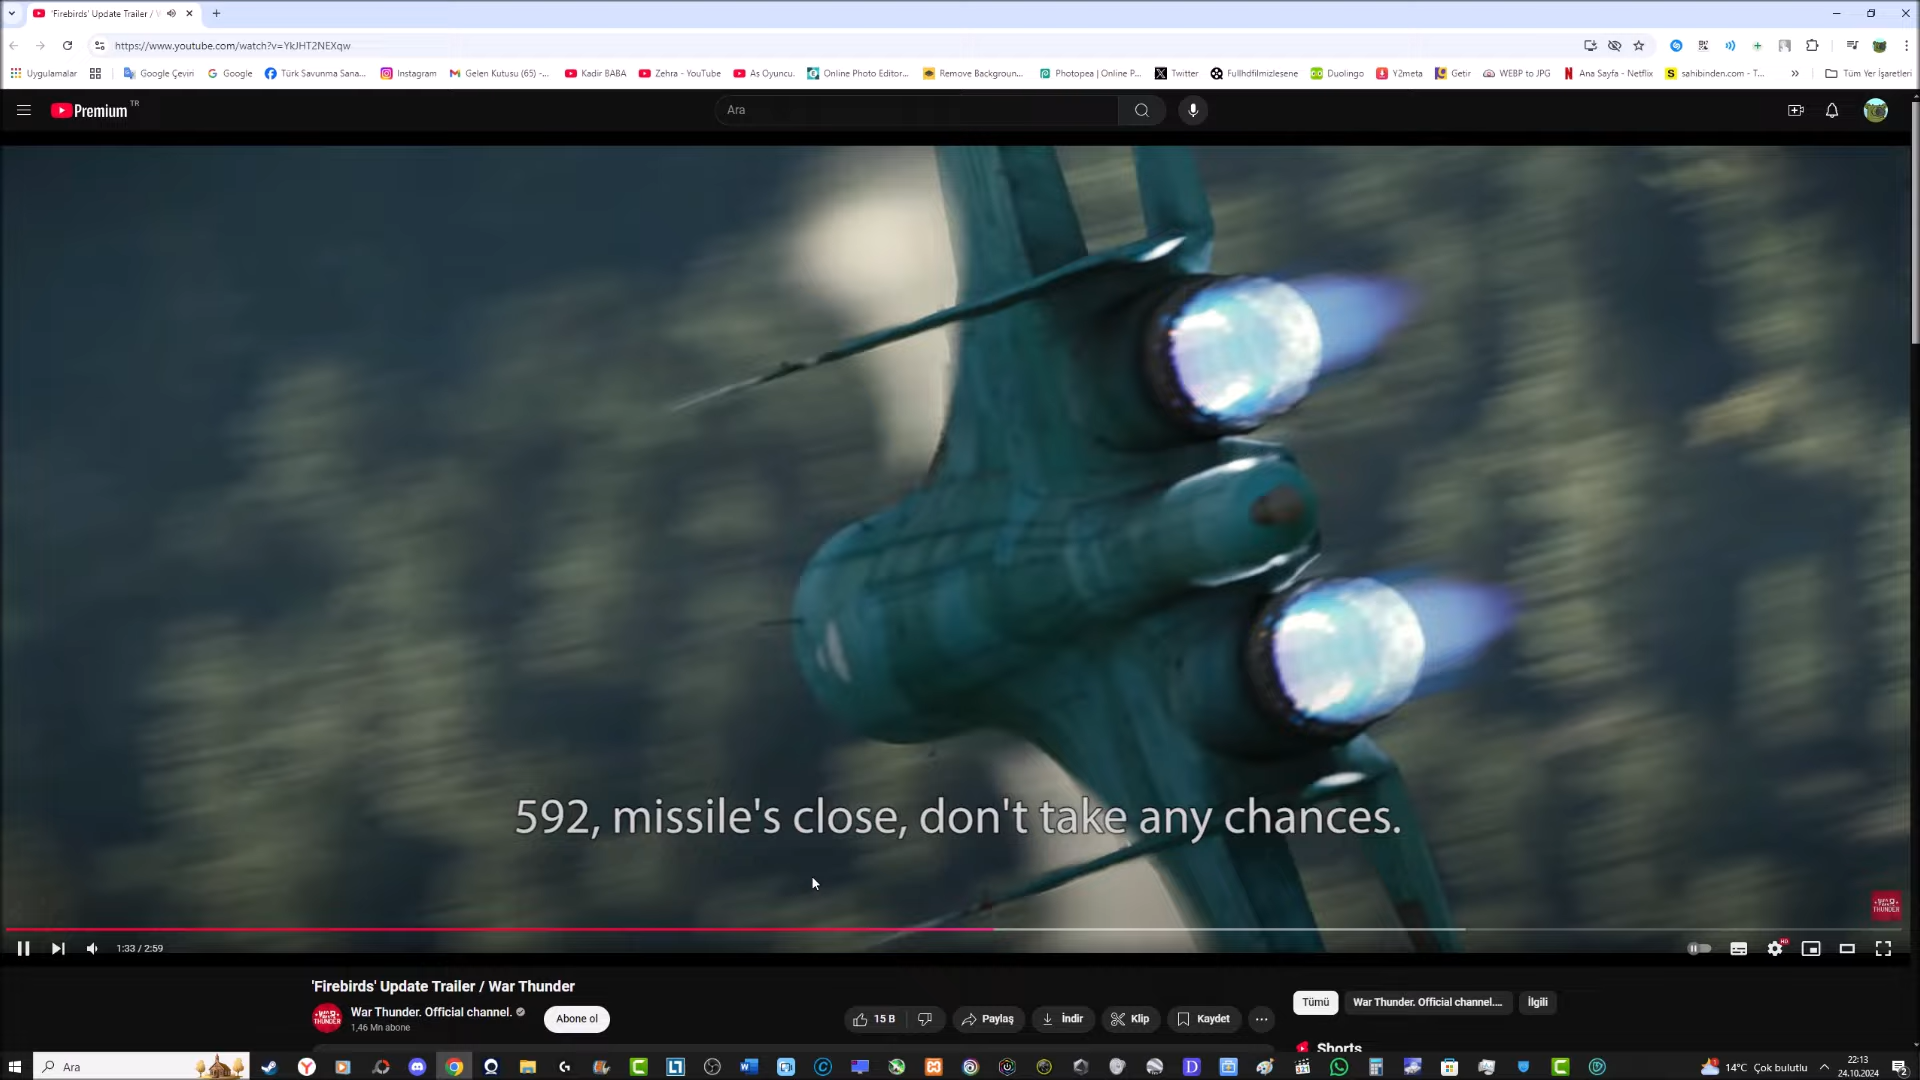 'Firebirds' Update Trailer / W
https://www.youtube.com/watch?v=YkJHT2NEXqw
Uygulamalar Google Çeviri Google Türk Savunma Sana... Instagram Gelen Kutusu (65) -... Kadir BABA Zehra - YouTube As Oyuncu. Online Photo Editor... Remove Backgroun... Photopea | Online P... Twitter Fullhdfilmizlesene Duolingo Y2meta Getir WEBP to JPG Ana Sayfa - Netflix sahibinden.com - T... » Tüm Yer İşaretleri
Premium TR
Ara
592, missile's close, don't take any chances.
WAR THUNDER
1:33 / 2:59
HD
'Firebirds' Update Trailer / War Thunder
War Thunder. Official channel.
1,46 Mn abone
Abone ol
15 B
Paylaş
İndir
Klip
Kaydet
Tümü
War Thunder. Official channel....
İlgili
Shorts
Ara
14°C Çok bulutlu
22:13
24.10.2024
2